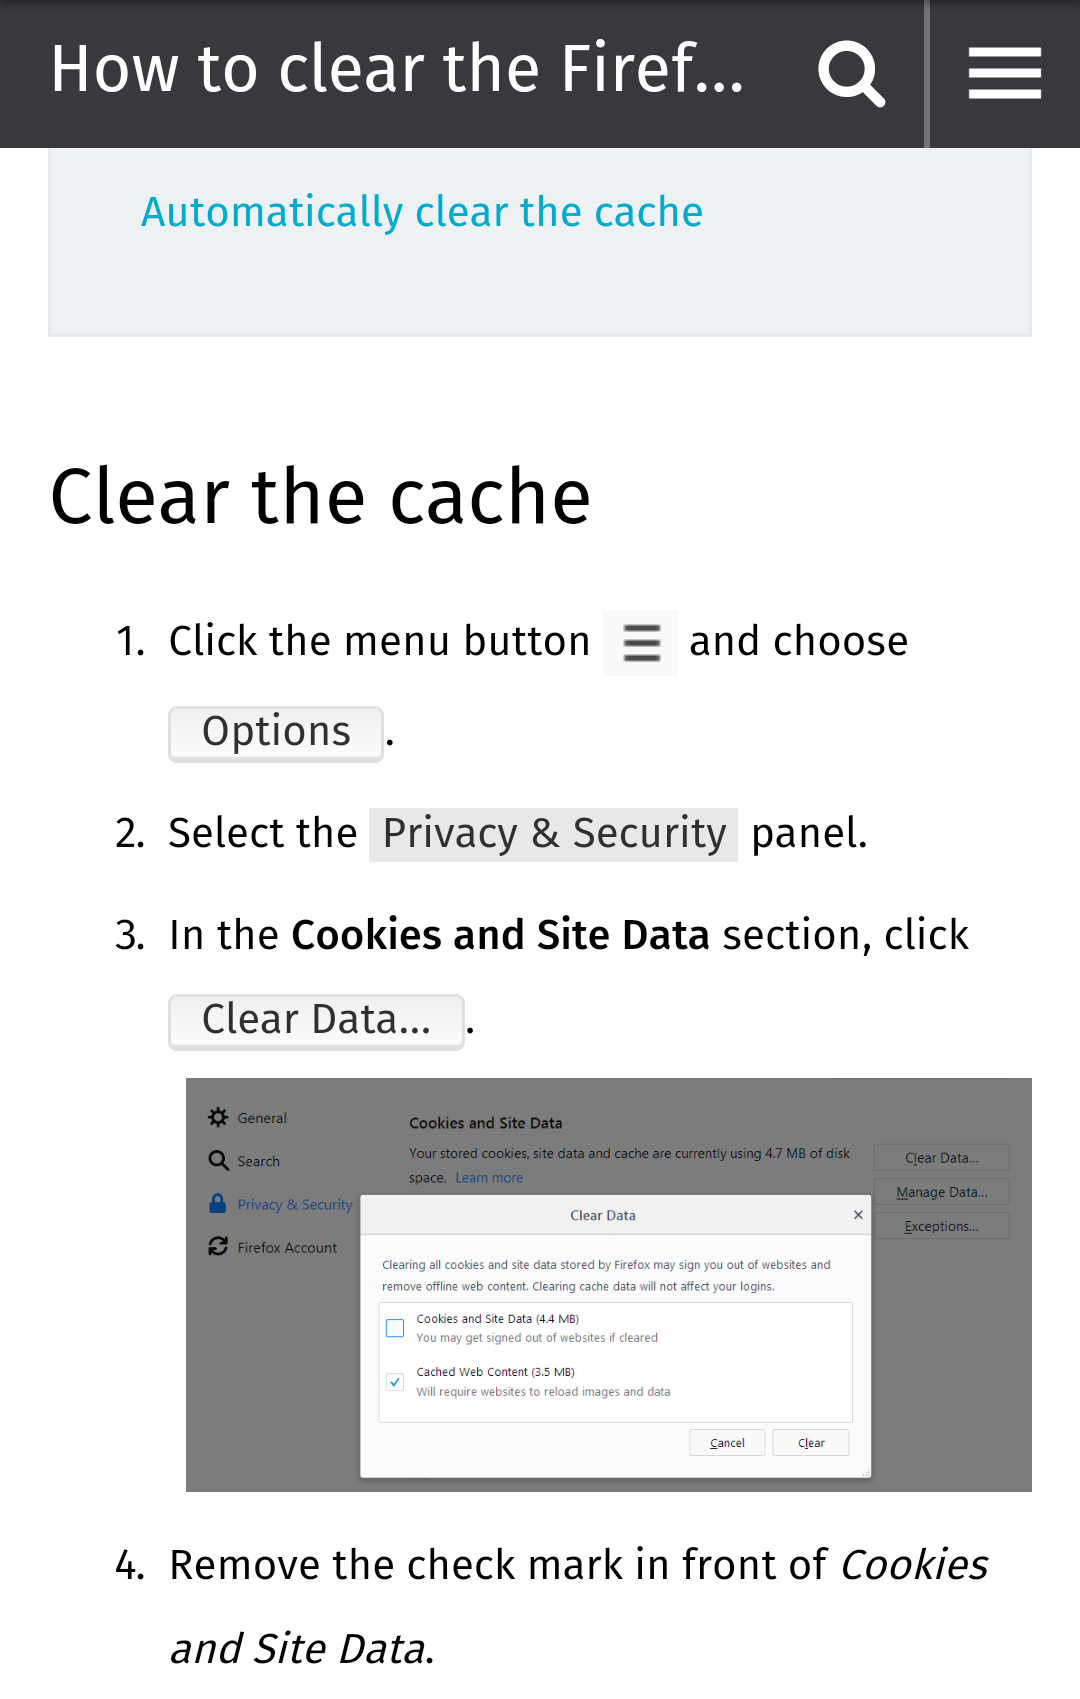 How to clear the Firef...
Automatically clear the cache
Clear the cache
1. Click the menu button and choose
Options.
2. Select the Privacy & Security panel.
3. In the Cookies and Site Data section, click
Clear Data....
General
Search
Privacy & Security
Firefox Account
Cookies and Site Data
Your stored cookies, site data and cache are currently using 4.7 MB of disk
space. Learn more
Clear Data...
Manage Data...
Exceptions...
Clear Data
Clearing all cookies and site data stored by Firefox may sign you out of websites and
remove offline web content. Clearing cache data will not affect your logins.
Cookies and Site Data (4.4 MB)
You may get signed out of websites if cleared
Cached Web Content (3.5 MB)
Will require websites to reload images and data
Cancel
Clear
4. Remove the check mark in front of Cookies
and Site Data.